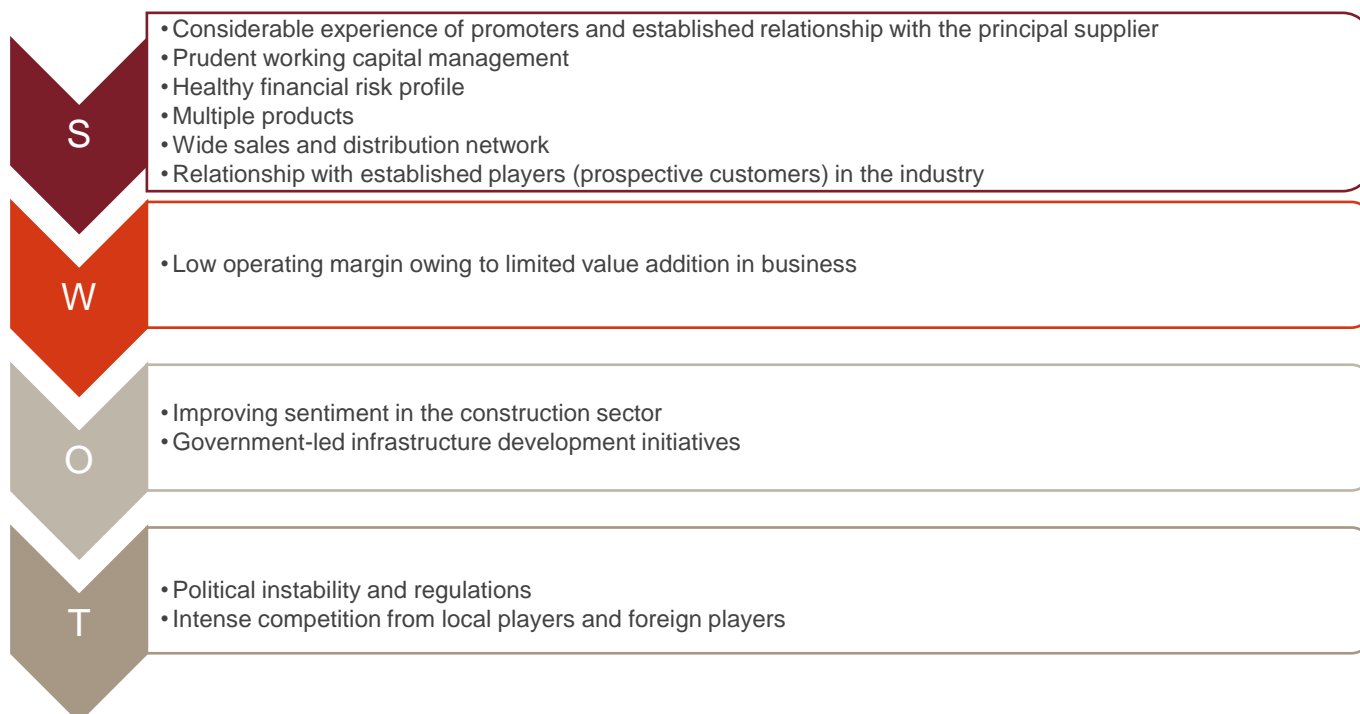 S
• Considerable experience of promoters and established relationship with the principal supplier
• Prudent working capital management
• Healthy financial risk profile
• Multiple products
• Wide sales and distribution network
• Relationship with established players (prospective customers) in the industry
W
• Low operating margin owing to limited value addition in business
O
• Improving sentiment in the construction sector
• Government-led infrastructure development initiatives
T
• Political instability and regulations
• Intense competition from local players and foreign players